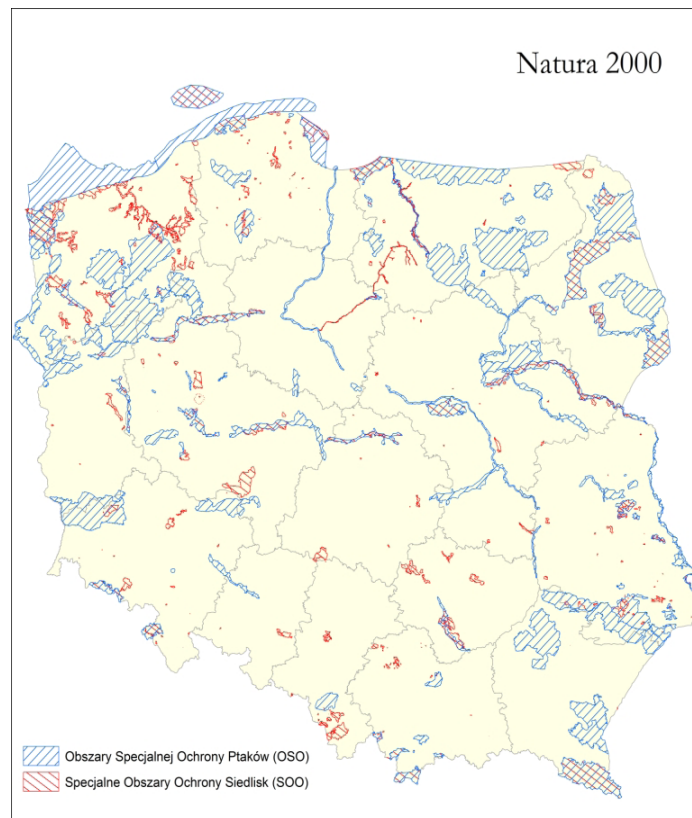 Natura 2000
Obszary Specjalnej Ochrony Ptaków (OSO)
Specjalne Obszary Ochrony Siedlisk (SOO)